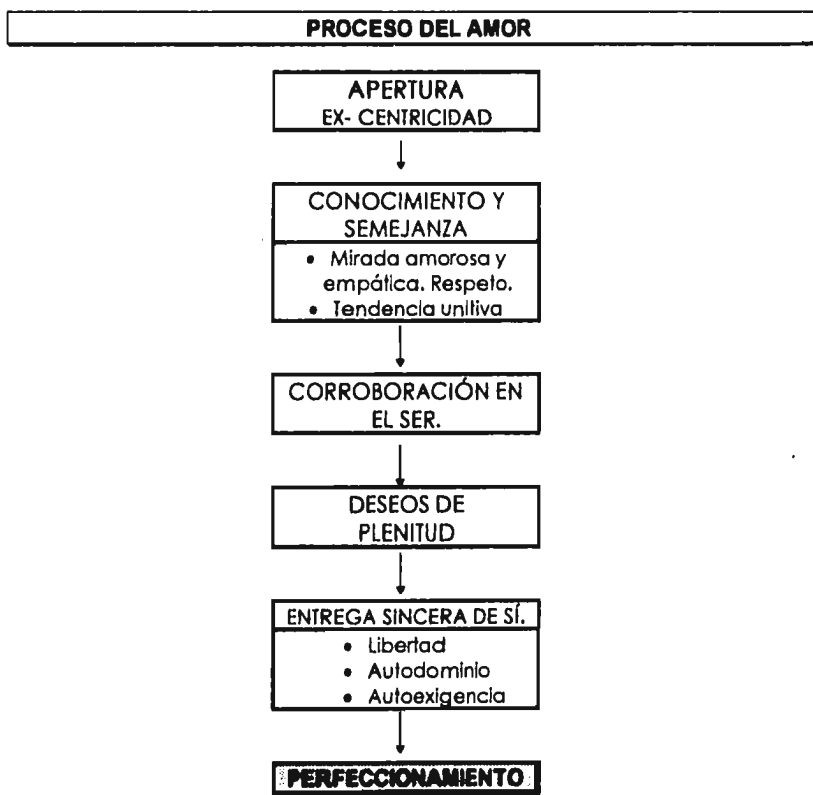 PROCESO DEL AMOR
APERTURA
EX- CENTRICIDAD
CONOCIMIENTO Y
SEMEJANZA
• Mirada amorosa y
empática. Respeto.
• Tendencia unitiva
CORROBORACIÓN EN
EL SER.
DESEOS DE
PLENITUD
ENTREGA SINCERA DE SÍ.
• Libertad
• Autodominio
• Autoexigencia
PERFECCIONAMIENTO